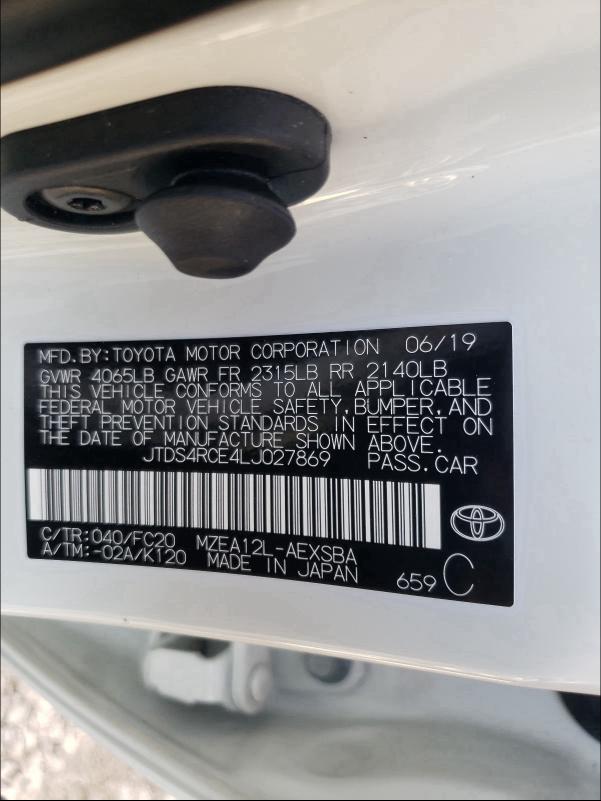 MFD.BY:TOYOTA MOTOR CORPORATION 06/19
GVWR 4065LB GAWR FR 2315LB RR 2140LB
THIS VEHICLE CONFORMS TO ALL APPLICABLE
FEDERAL MOTOR VEHICLE SAFETY,BUMPER,AND
THEFT PREVENTION STANDARDS IN EFFECT ON
THE DATE OF MANUFACTURE SHOWN ABOVE.
JTDS4RCE4LJ027869 PASS.CAR
C/TR:040/FC20 MZEA12L-AEXSBA
A/TM:-02A/K120 MADE IN JAPAN
659 C